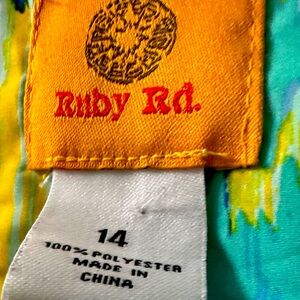 Ruby Rd.
14
100% POLYESTER
MADE IN
CHINA